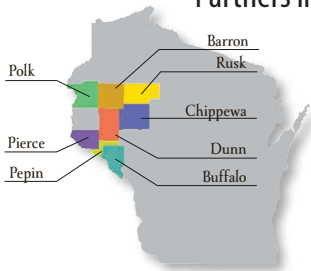 Barron
Polk
Rusk
Chippewa
Pierce
Dunn
Pepin
Buffalo